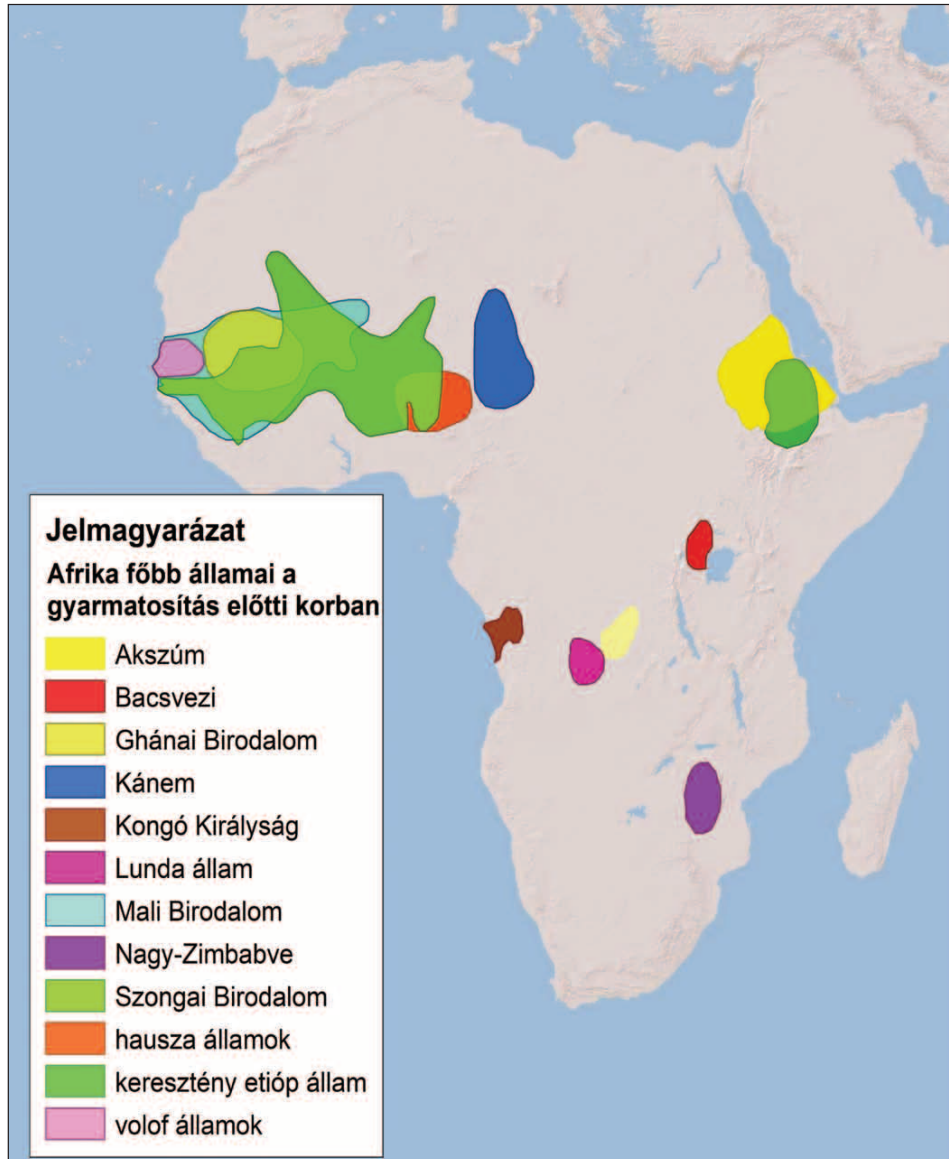 Jelmagyarázat
Afrika főbb államai a
gyarmatosítás előtti korban
Akszúm
Bacsvezi
Ghánai Birodalom
Kánem
Kongó Királyság
Lunda állam
Mali Birodalom
Nagy-Zimbabve
Szongai Birodalom
hausza államok
keresztény etióp állam
volof államok